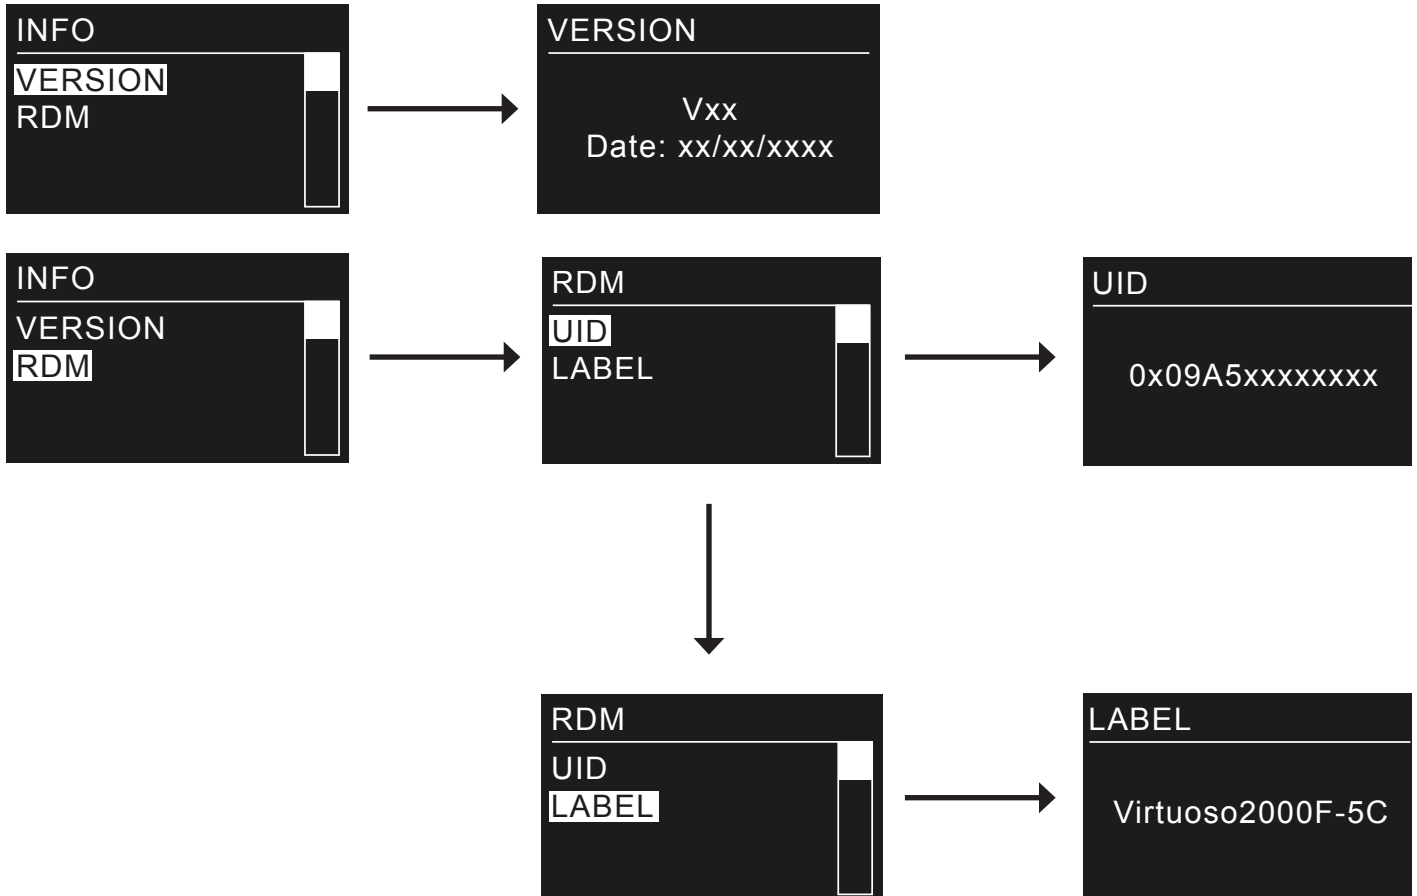 INFO
VERSION
RDM
VERSION
Vxx
Date: xx/xx/xxxx
INFO
VERSION
RDM
RDM
UID
LABEL
UID
0x09A5xxxxxxxx
RDM
UID
LABEL
LABEL
Virtuoso2000F-5C